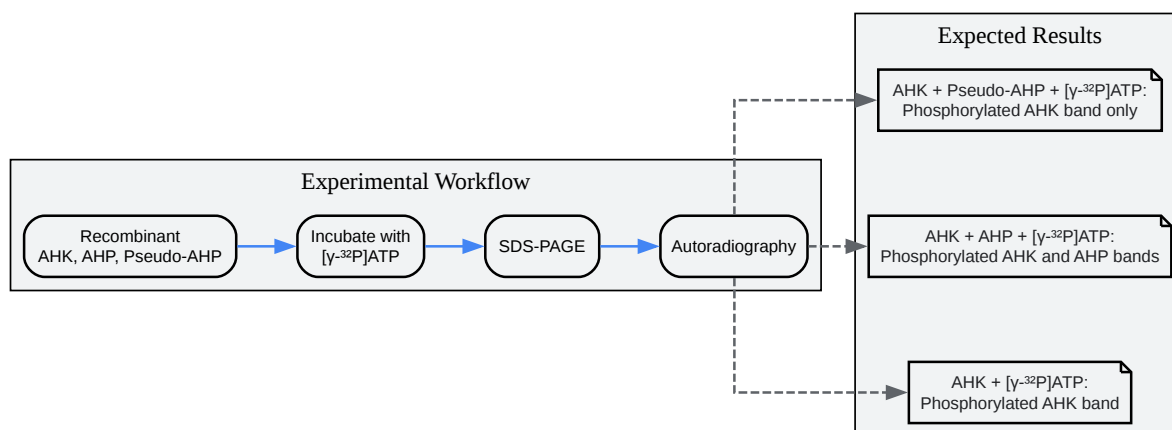 Experimental Workflow
Recombinant
AHK, AHP, Pseudo-AHP
Incubate with
[γ-³²P]ATP
SDS-PAGE
Autoradiography
Expected Results
AHK + Pseudo-AHP + [γ-³²P]ATP:
Phosphorylated AHK band only
AHK + AHP + [γ-³²P]ATP:
Phosphorylated AHK and AHP bands
AHK + [γ-³²P]ATP:
Phosphorylated AHK band